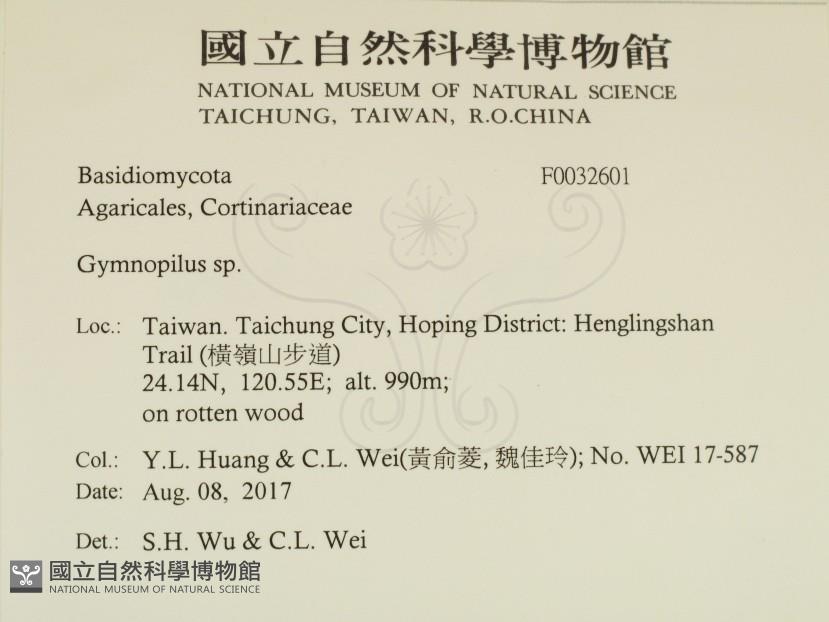 國立自然科學博物館
NATIONAL MUSEUM OF NATURAL SCIENCE
TAICHUNG, TAIWAN, R.O.CHINA
Basidiomycota F0032601
Agaricales, Cortinariaceae
Gymnopilus sp.
Loc.: Taiwan. Taichung City, Hoping District: Henglingshan
Trail (橫嶺山步道)
24.14N, 120.55E; alt. 990m;
on rotten wood
Col.: Y.L. Huang & C.L. Wei(黃俞菱, 魏佳玲); No. WEI 17-587
Date: Aug. 08, 2017
Det.: S.H. Wu & C.L. Wei
國立自然科學博物館
NATIONAL MUSEUM OF NATURAL SCIENCE